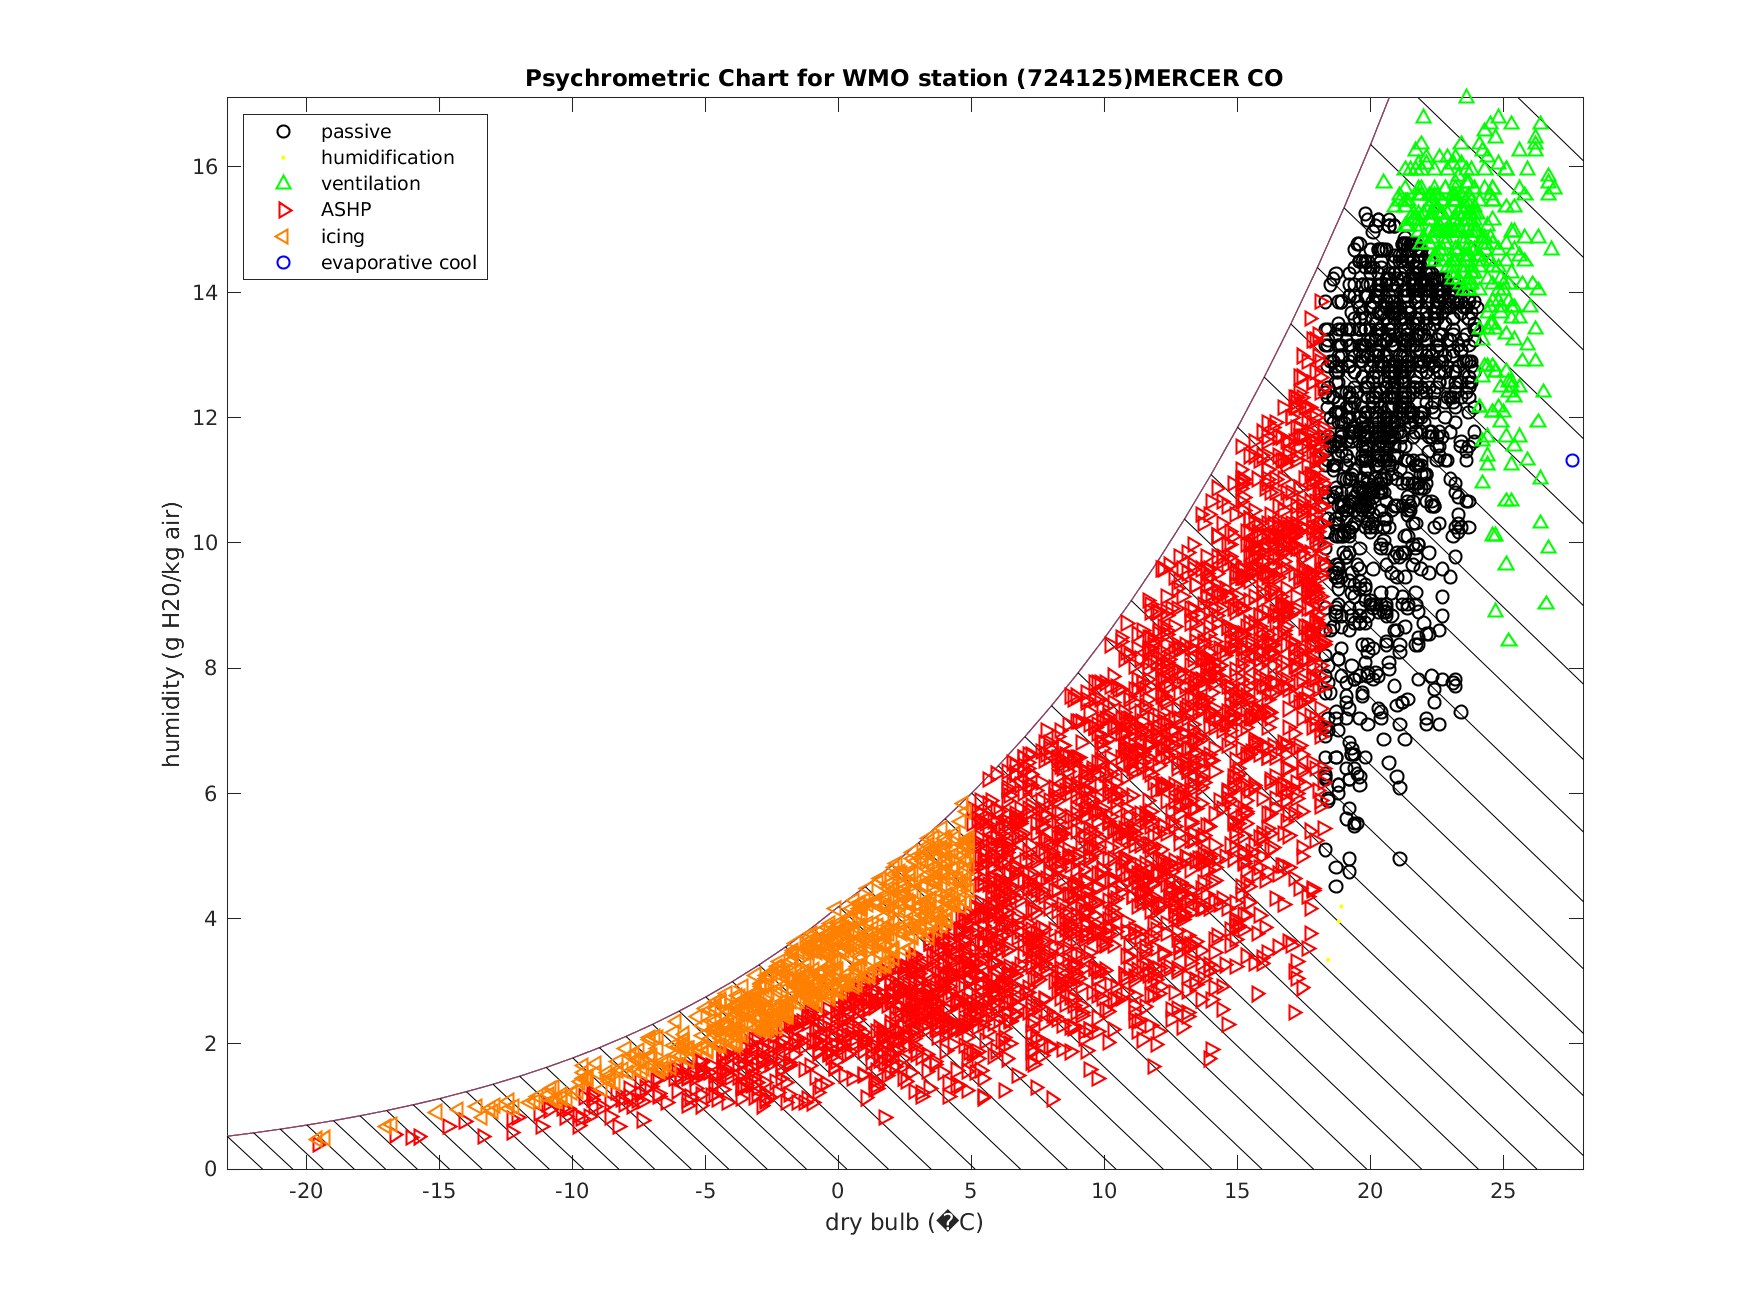 Psychrometric Chart for WMO station (724125)MERCER CO
passive
humidification
ventilation
ASHP
icing
evaporative cool
humidity (g H20/kg air)
16
14
12
10
8
6
4
2
0
-20 -15 -10 -5 0 5 10 15 20 25
dry bulb (�C)